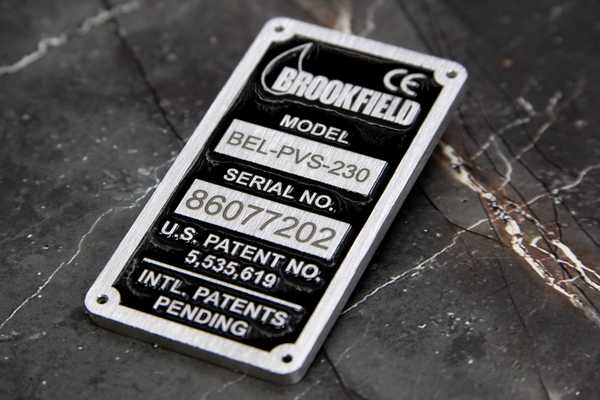 BROOKFIELD CE
MODEL
BEL-PVS-230
SERIAL NO.
86077202
U.S. PATENT NO.
5,535,619
INTL. PATENTS
PENDING